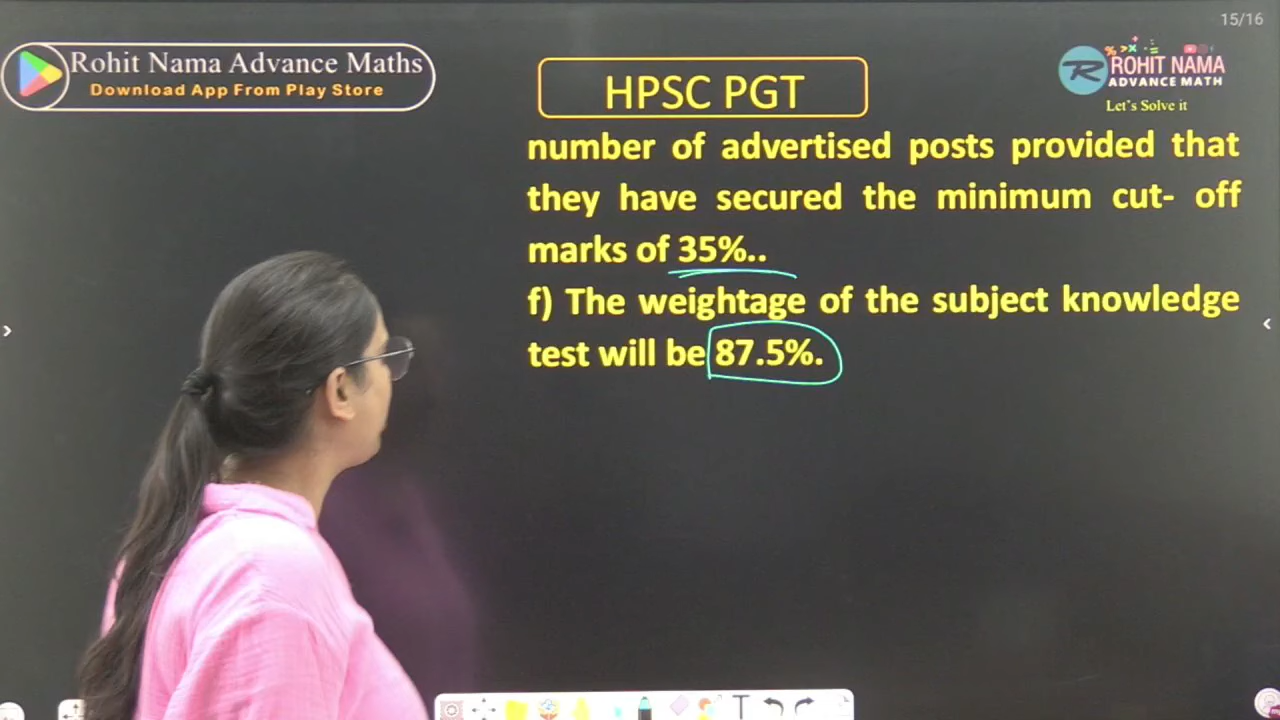 15/16
Rohit Nama Advance Maths
Download App From Play Store
HPSC PGT
ROHIT NAMA
ADVANCE MATH
Let's Solve it
number of advertised posts provided that
they have secured the minimum cut- off
marks of 35%..
f) The weightage of the subject knowledge
test will be 87.5%.